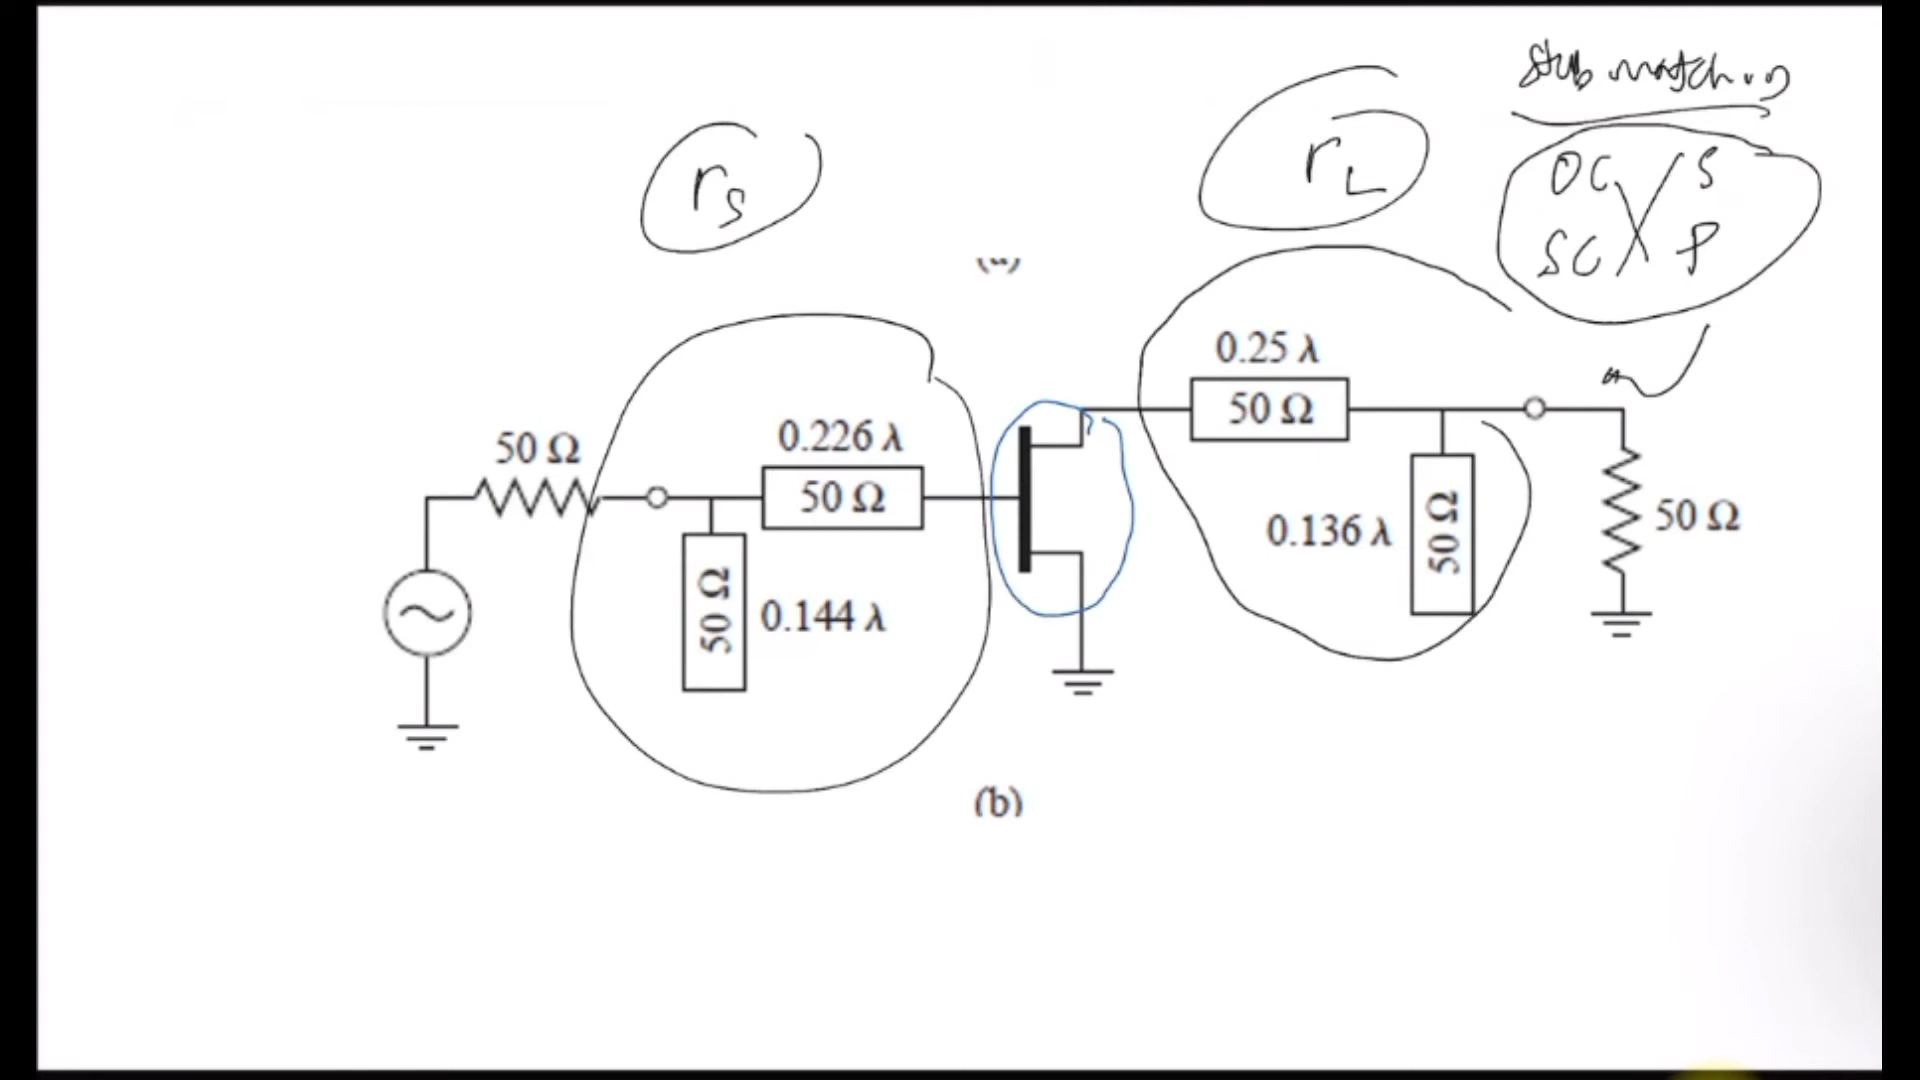 stub matching
rs
rL
OC S
SC P
(a)
0.25 λ
50 Ω
0.226 λ
50 Ω
50 Ω
50 Ω
0.144 λ
0.136 λ
50 Ω
50 Ω
(b)